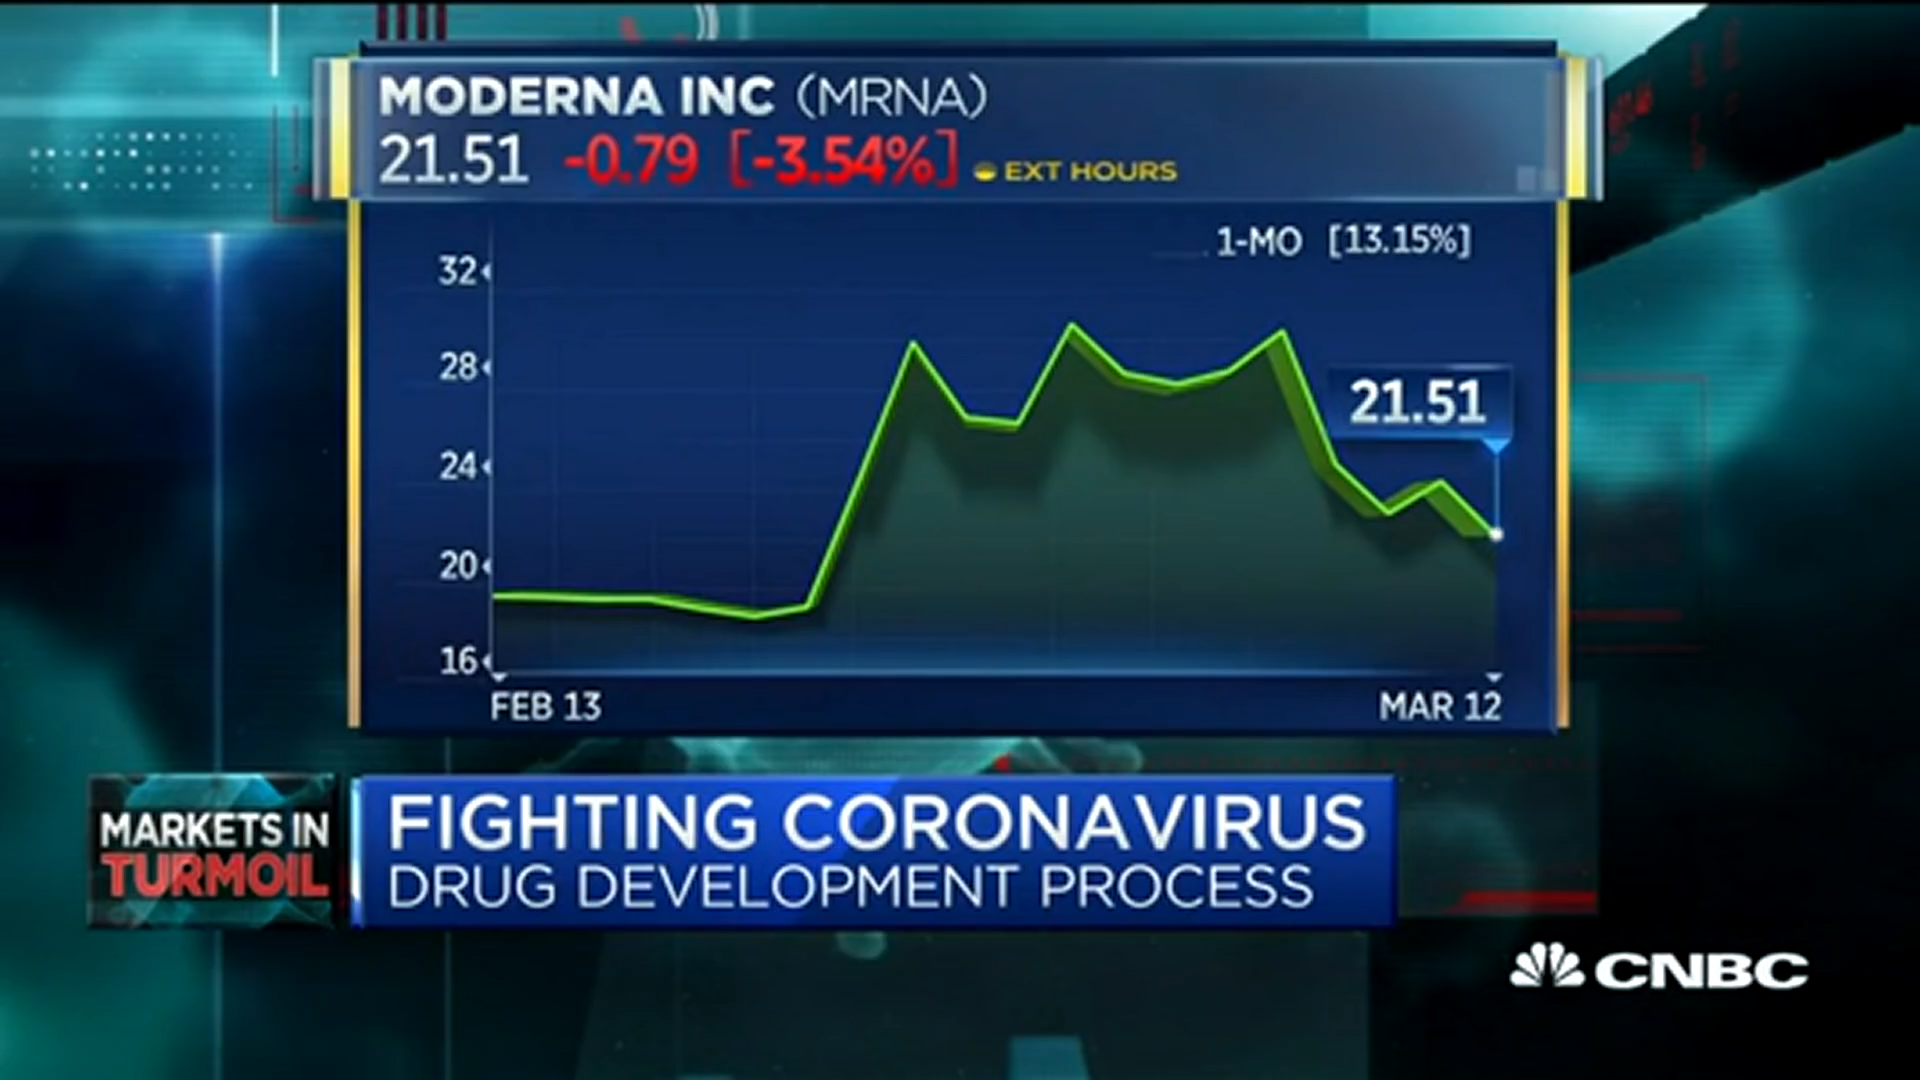 MODERNA INC (MRNA)
21.51 -0.79 [-3.54%] EXT HOURS
1-MO [13.15%]
32
28
21.51
24
20
16
FEB 13 MAR 12
MARKETS IN
TURMOIL
FIGHTING CORONAVIRUS
DRUG DEVELOPMENT PROCESS
CNBC